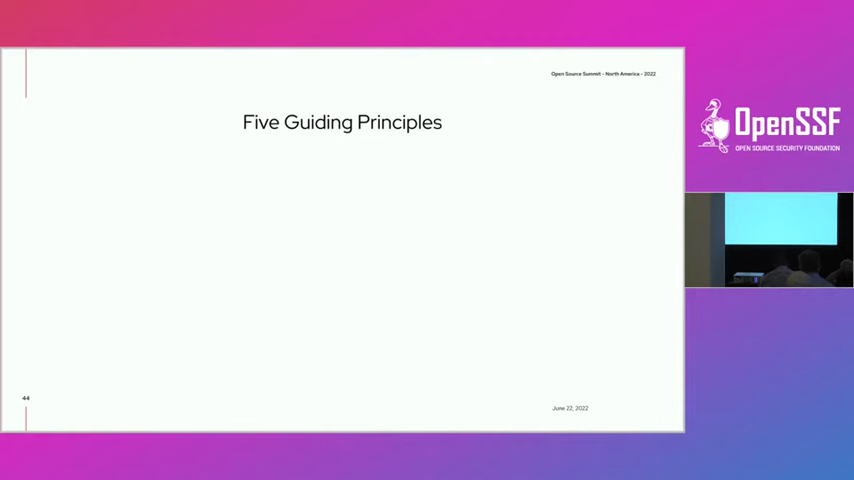 Open Source Summit - North America - 2022
Five Guiding Principles
44
June 22, 2022
OpenSSF
OPEN SOURCE SECURITY FOUNDATION